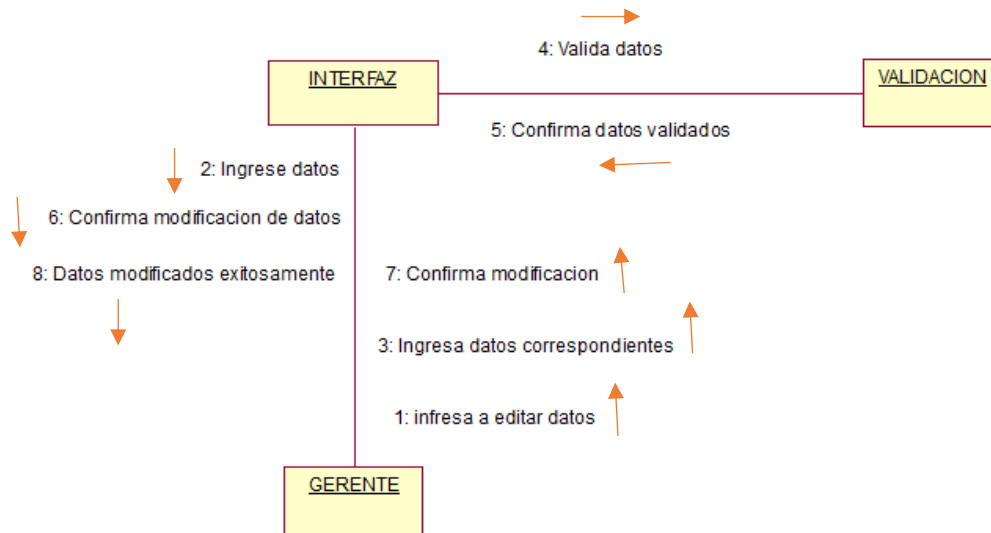 4: Valida datos
INTERFAZ
VALIDACION
5: Confirma datos validados
2: Ingrese datos
6: Confirma modificacion de datos
8: Datos modificados exitosamente
7: Confirma modificacion
3: Ingresa datos correspondientes
1: infresa a editar datos
GERENTE